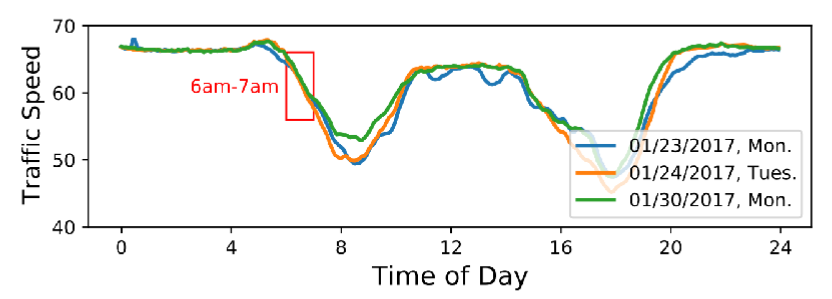 70
60
50
40
Traffic Speed
6am-7am
01/23/2017, Mon.
01/24/2017, Tues.
01/30/2017, Mon.
0 4 8 12 16 20 24
Time of Day